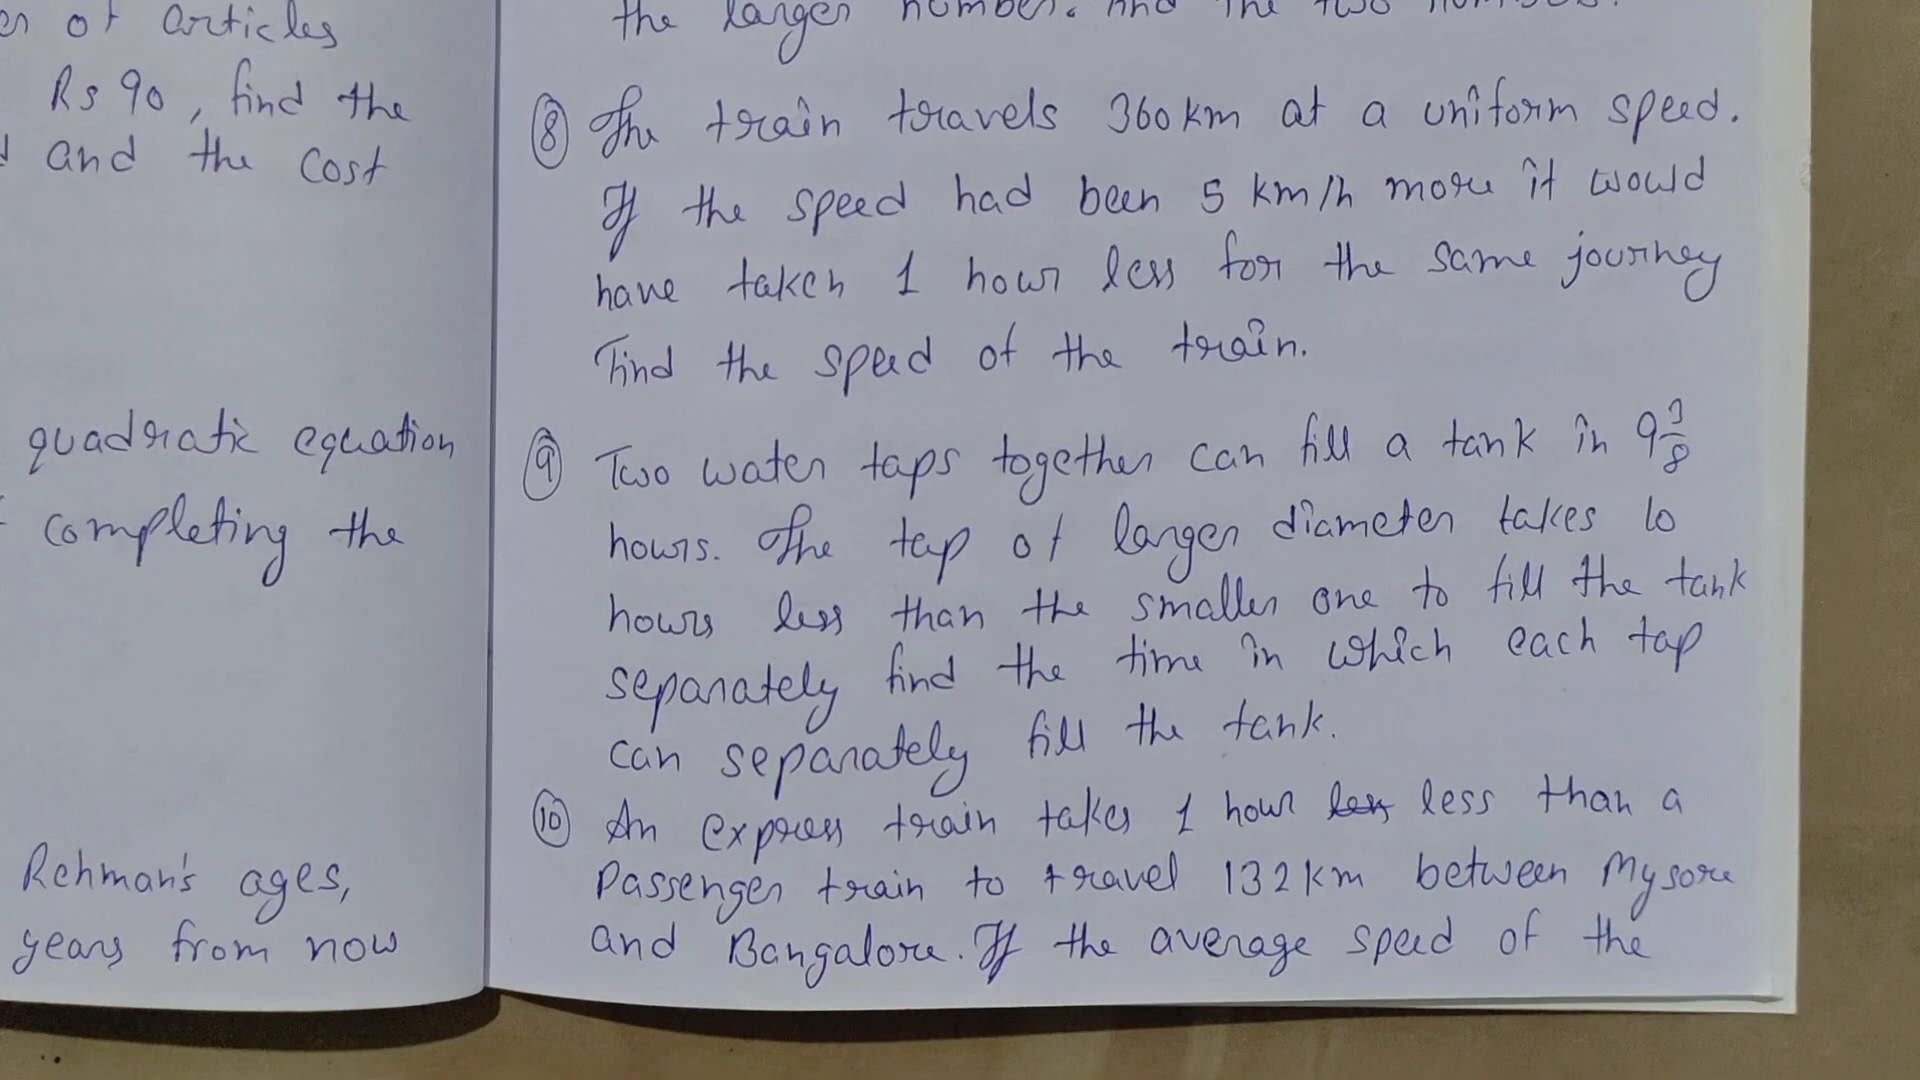 of articles
Rs 90, find the
and the cost
quadratic equation
completing the
Rehman's ages,
years from now
the larger number. find the two numbers.
8 The train travels 360 km at a uniform speed.
If the speed had been 5 km/h more it would
have taken 1 hour less for the same journey
Find the speed of the train.
9 Two water taps together can fill a tank in 9 3/8
hours. The tap of larger diameter takes 10
hours less than the smaller one to fill the tank
separately find the time in which each tap
can separately fill the tank.
10 An express train takes 1 hour less than a
Passenger train to travel 132 km between Mysore
and Bangalore. If the average speed of the